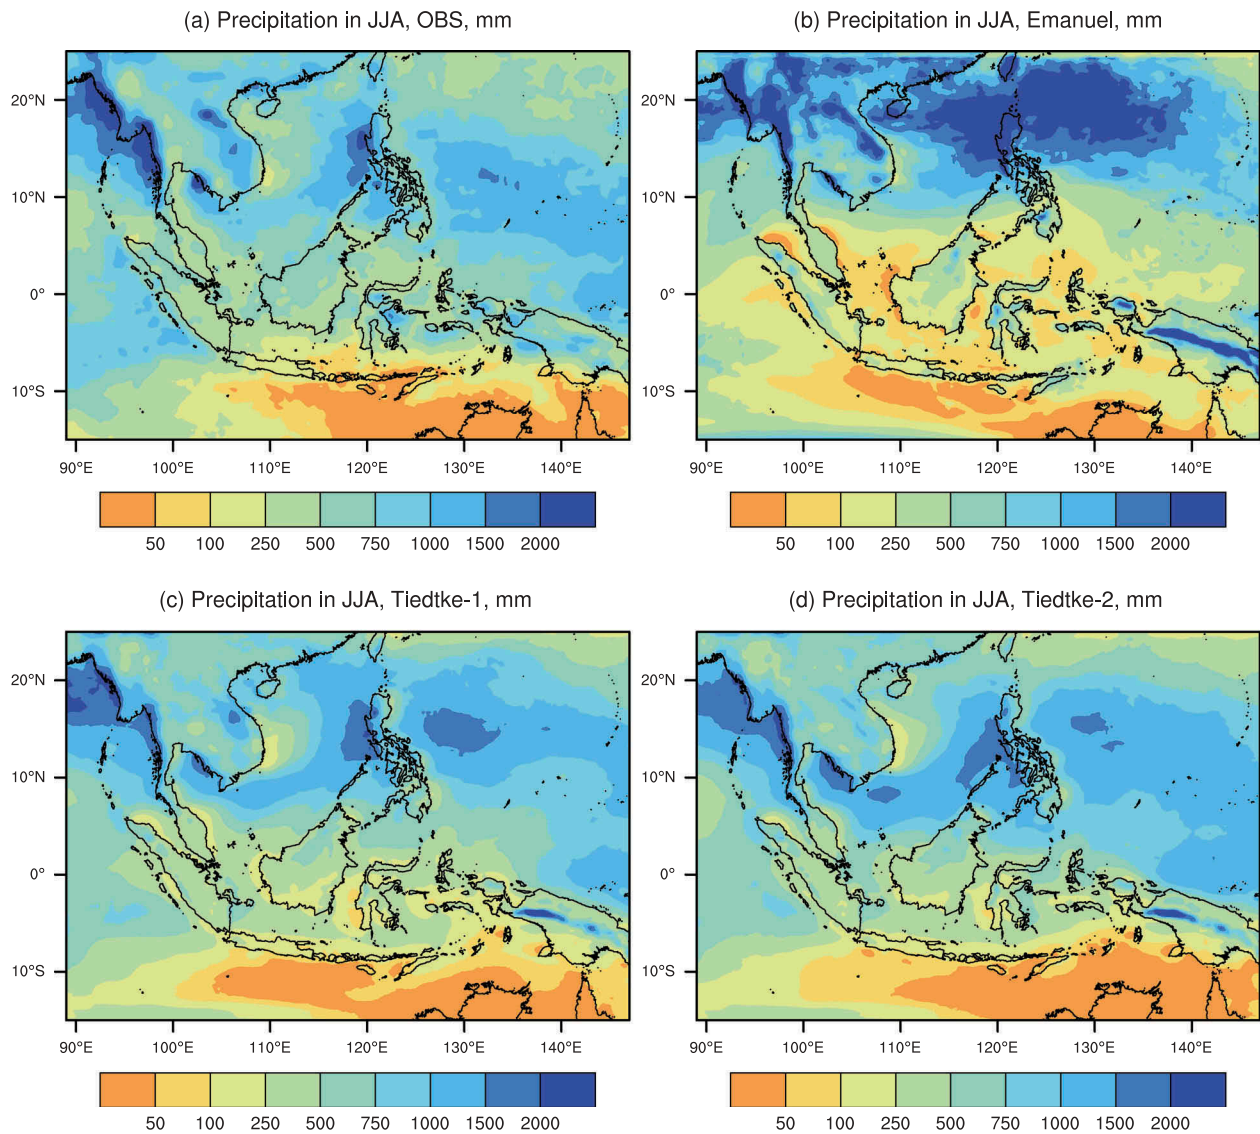 (a) Precipitation in JJA, OBS, mm
20°N
10°N
0°
10°S
90°E 100°E 110°E 120°E 130°E 140°E
50 100 250 500 750 1000 1500 2000
(b) Precipitation in JJA, Emanuel, mm
20°N
10°N
0°
10°S
90°E 100°E 110°E 120°E 130°E 140°E
50 100 250 500 750 1000 1500 2000
(c) Precipitation in JJA, Tiedtke-1, mm
20°N
10°N
0°
10°S
90°E 100°E 110°E 120°E 130°E 140°E
50 100 250 500 750 1000 1500 2000
(d) Precipitation in JJA, Tiedtke-2, mm
20°N
10°N
0°
10°S
90°E 100°E 110°E 120°E 130°E 140°E
50 100 250 500 750 1000 1500 2000